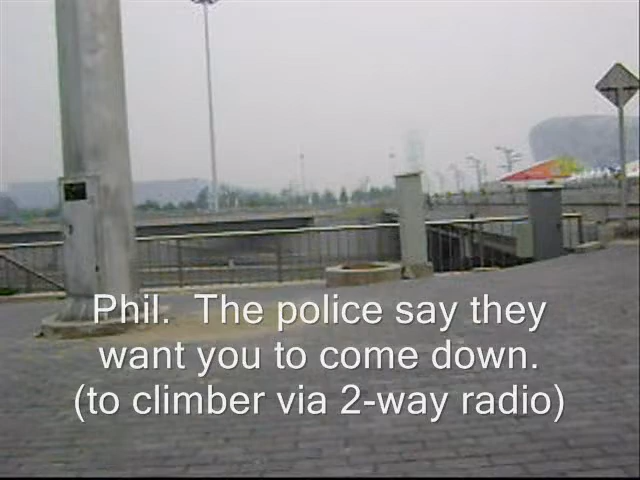 Phil.  The police say they
want you to come down.
(to climber via 2-way radio)